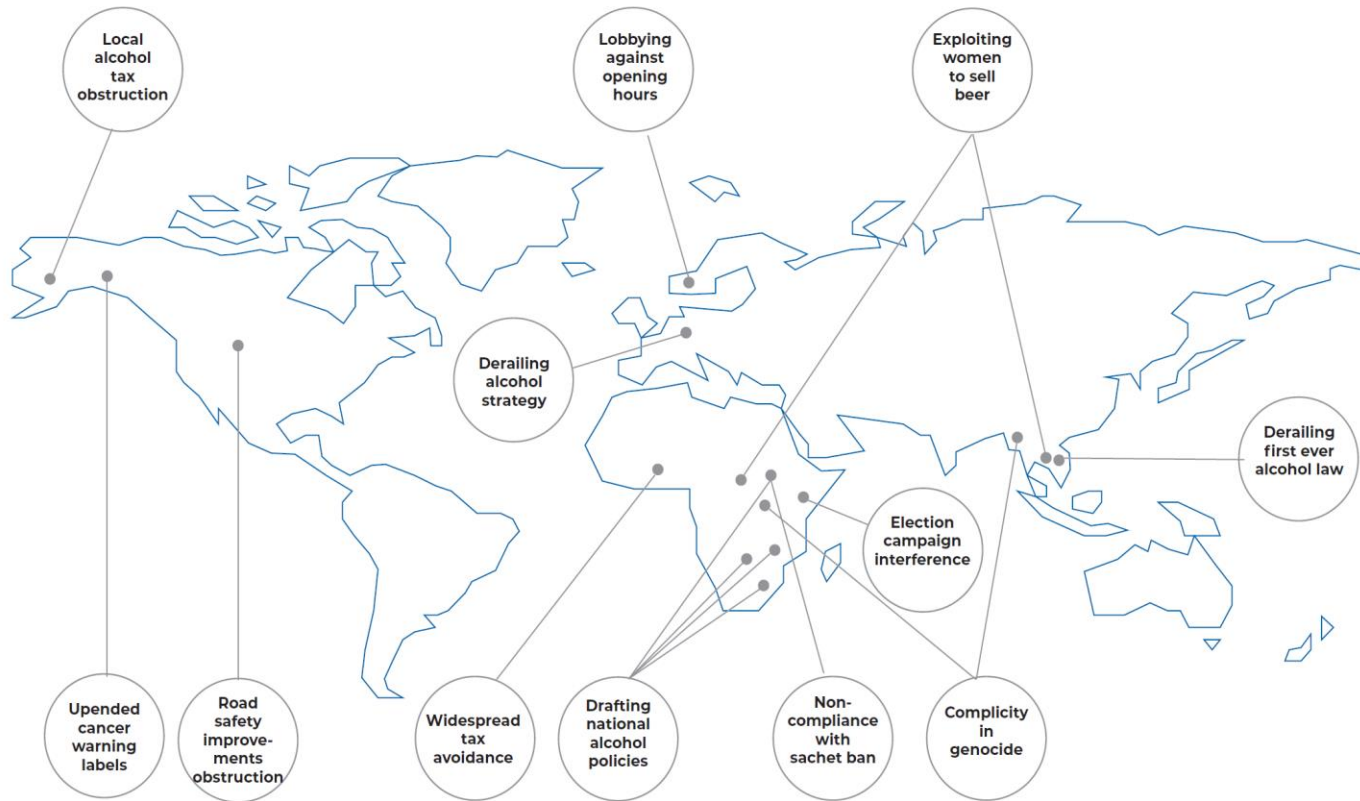 Local
alcohol
tax
obstruction
Lobbying
against
opening
hours
Exploiting
women
to sell
beer
Derailing
alcohol
strategy
Derailing
first ever
alcohol law
Election
campaign
interference
Upended
cancer
warning
labels
Road
safety
improve-
ments
obstruction
Widespread
tax
avoidance
Drafting
national
alcohol
policies
Non-
compliance
with
sachet ban
Complicity
in
genocide